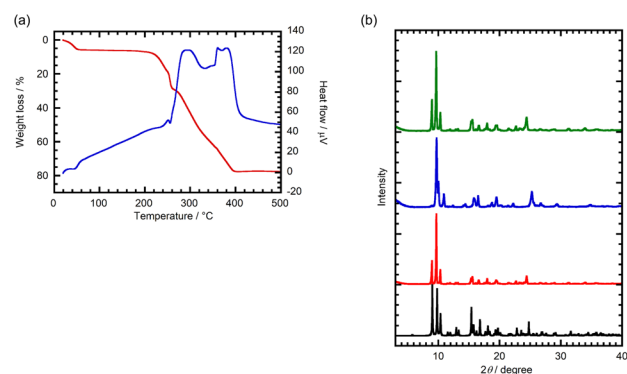 (a)
0
20
40
60
80
Weight loss / %
140
120
100
80
60
40
20
0
-20
Heat flow / μV
0 100 200 300 400 500
Temperature / °C
(b)
Intensity
10 20 30 40
2θ / degree